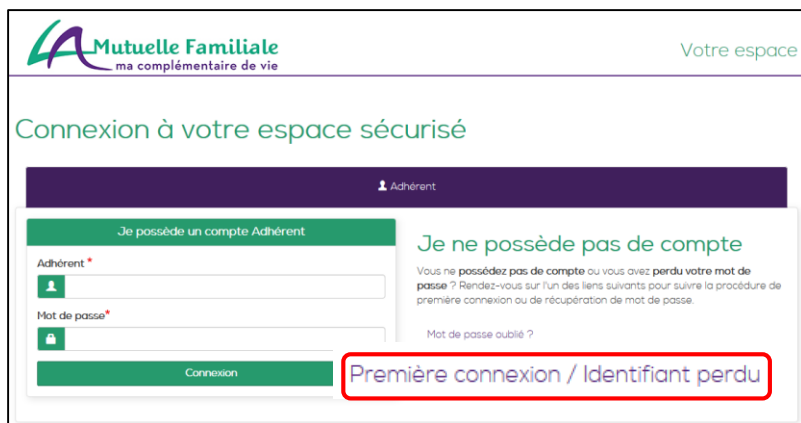 LA Mutuelle Familiale
ma complémentaire de vie
Votre espace
Connexion à votre espace sécurisé
Adhérent
Je possède un compte Adhérent
Adhérent *
Mot de passe*
Connexion
Je ne possède pas de compte
Vous ne possédez pas de compte ou vous avez perdu votre mot de
passe ? Rendez-vous sur l'un des liens suivants pour suivre la procédure de
première connexion ou de récupération de mot de passe.
Mot de passe oublié ?
Première connexion / Identifiant perdu